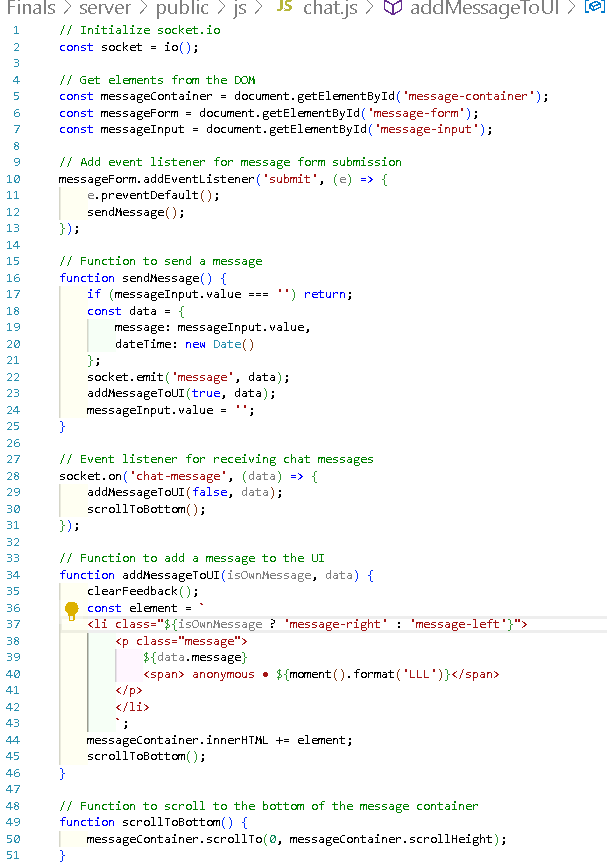 Finals > server > public > js > JS chat.js > addMessageToUI >
1 // Initialize socket.io
2 const socket = io();
3
4 // Get elements from the DOM
5 const messageContainer = document.getElementById('message-container');
6 const messageForm = document.getElementById('message-form');
7 const messageInput = document.getElementById('message-input');
8
9 // Add event listener for message form submission
10 messageForm.addEventListener('submit', (e) => {
11     e.preventDefault();
12     sendMessage();
13 });
14
15 // Function to send a message
16 function sendMessage() {
17     if (messageInput.value === '') return;
18     const data = {
19         message: messageInput.value,
20         dateTime: new Date()
21     };
22     socket.emit('message', data);
23     addMessageToUI(true, data);
24     messageInput.value = '';
25 }
26
27 // Event listener for receiving chat messages
28 socket.on('chat-message', (data) => {
29     addMessageToUI(false, data);
30     scrollToBottom();
31 });
32
33 // Function to add a message to the UI
34 function addMessageToUI(isOwnMessage, data) {
35     clearFeedback();
36     const element = `
37     <li class="${isOwnMessage ? 'message-right' : 'message-left'}">
38         <p class="message">
39             ${data.message}
40             <span> anonymous ● ${moment().format('LLL')}</span>
41         </p>
42         </li>
43         `;
44     messageContainer.innerHTML += element;
45     scrollToBottom();
46 }
47
48 // Function to scroll to the bottom of the message container
49 function scrollToBottom() {
50     messageContainer.scrollTo(0, messageContainer.scrollHeight);
51 }